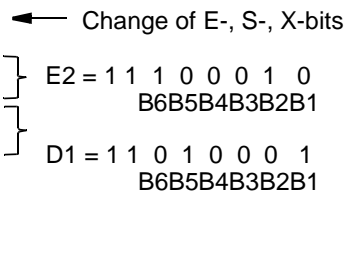 Change of E-, S-, X-bits
E2 = 1 1 1 0 0 0 1 0
B6B5B4B3B2B1
D1 = 1 1 0 1 0 0 0 1
B6B5B4B3B2B1